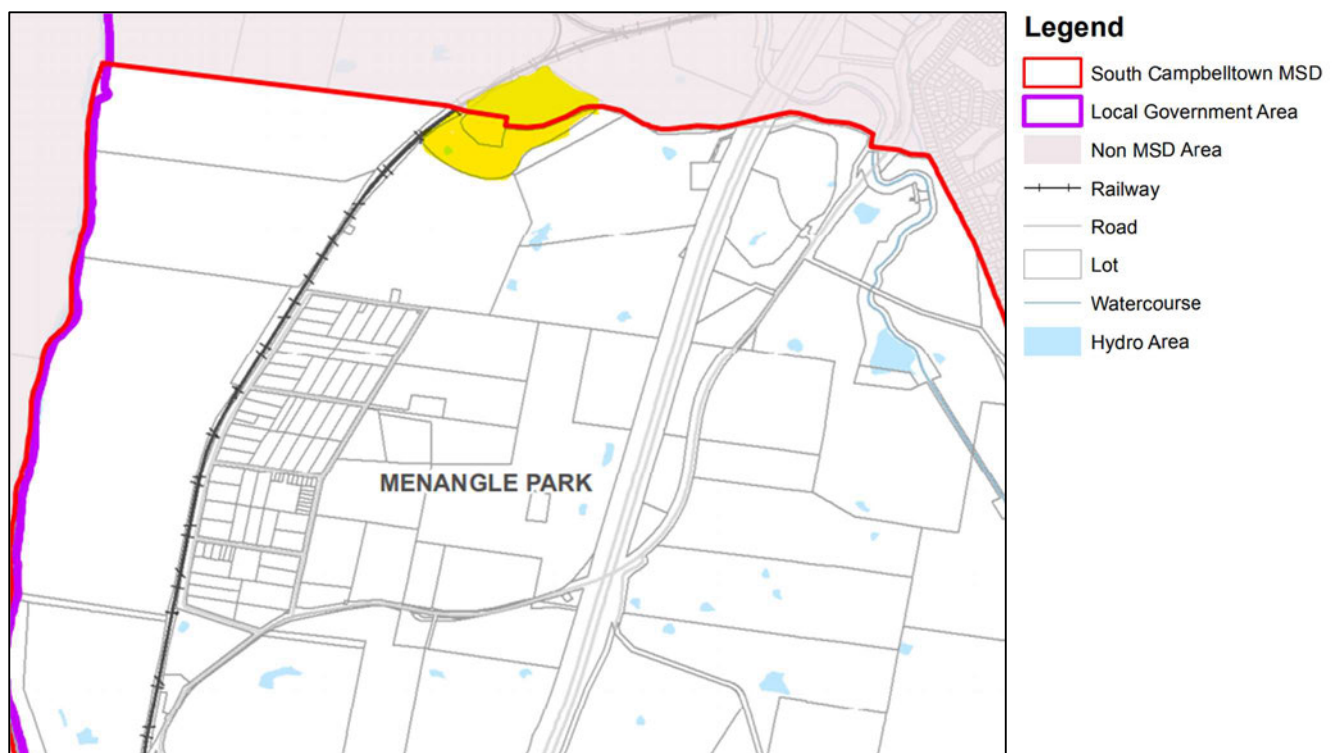 Legend
South Campbelltown MSD
Local Government Area
Non MSD Area
Railway
Road
Lot
Watercourse
Hydro Area
MENANGLE PARK